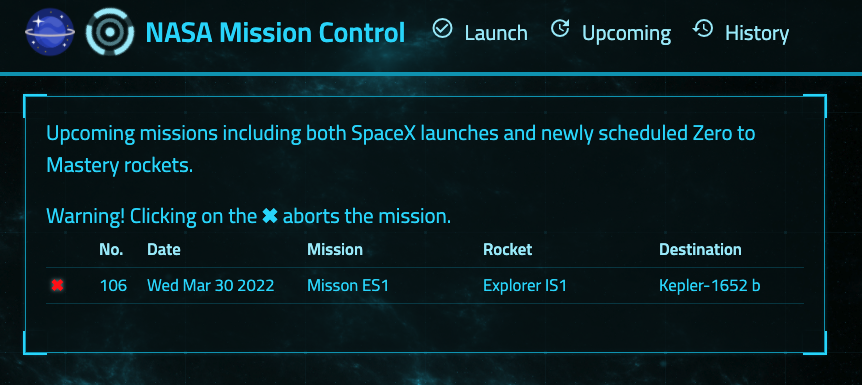 NASA Mission Control Launch Upcoming History
Upcoming missions including both SpaceX launches and newly scheduled Zero to
Mastery rockets.
Warning! Clicking on the ✖ aborts the mission.
No. Date Mission Rocket Destination
✖ 106 Wed Mar 30 2022 Misson ES1 Explorer IS1 Kepler-1652 b